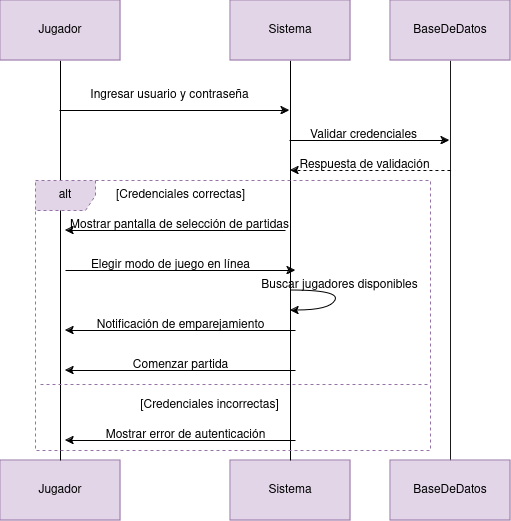 Jugador
Sistema
BaseDeDatos
Ingresar usuario y contraseña
Validar credenciales
Respuesta de validación
alt
[Credenciales correctas]
Mostrar pantalla de selección de partidas
Elegir modo de juego en línea
Buscar jugadores disponibles
Notificación de emparejamiento
Comenzar partida
[Credenciales incorrectas]
Mostrar error de autenticación
Jugador
Sistema
BaseDeDatos